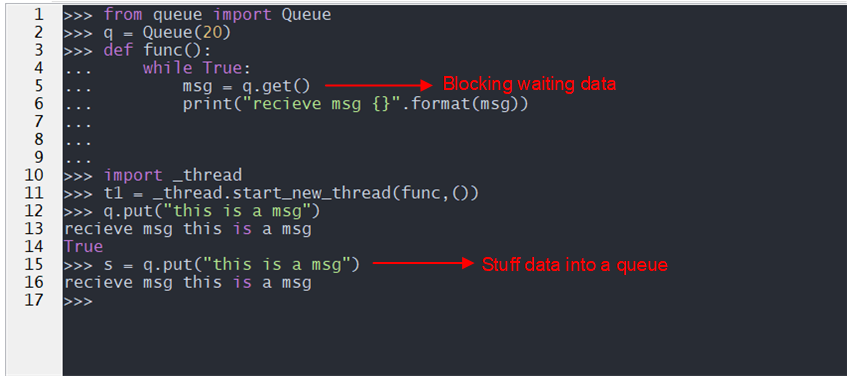 1 >>> from queue import Queue
2 >>> q = Queue(20)
3 >>> def func():
4 ...     while True:
5 ...         msg = q.get() Blocking waiting data
6 ...         print("recieve msg {}".format(msg))
7 ...
8 ...
9 ...
10 >>> import _thread
11 >>> t1 = _thread.start_new_thread(func,())
12 >>> q.put("this is a msg")
13 recieve msg this is a msg
14 True
15 >>> s = q.put("this is a msg") Stuff data into a queue
16 recieve msg this is a msg
17 >>>